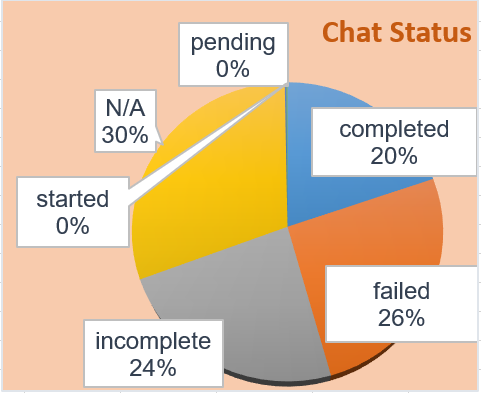 Chat Status
pending
0%
N/A
30%
completed
20%
started
0%
failed
26%
incomplete
24%